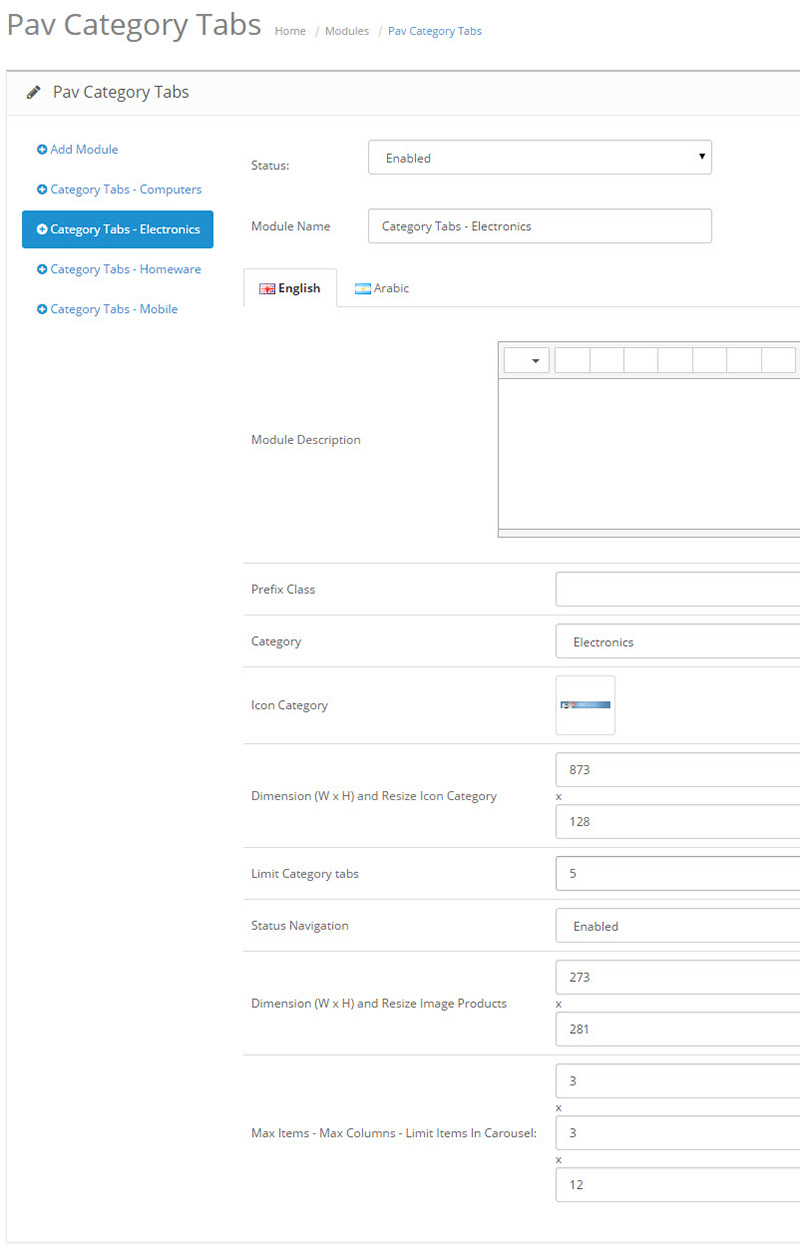 Pav Category Tabs Home / Modules / Pav Category Tabs
Pav Category Tabs
Add Module
Category Tabs - Computers
Category Tabs - Electronics
Category Tabs - Homeware
Category Tabs - Mobile
Status: Enabled
Module Name Category Tabs - Electronics
English Arabic
Module Description
Prefix Class
Category Electronics
Icon Category
Dimension (W x H) and Resize Icon Category
873
x
128
Limit Category tabs 5
Status Navigation Enabled
Dimension (W x H) and Resize Image Products
273
x
281
Max Items - Max Columns - Limit Items In Carousel:
3
x
3
x
12